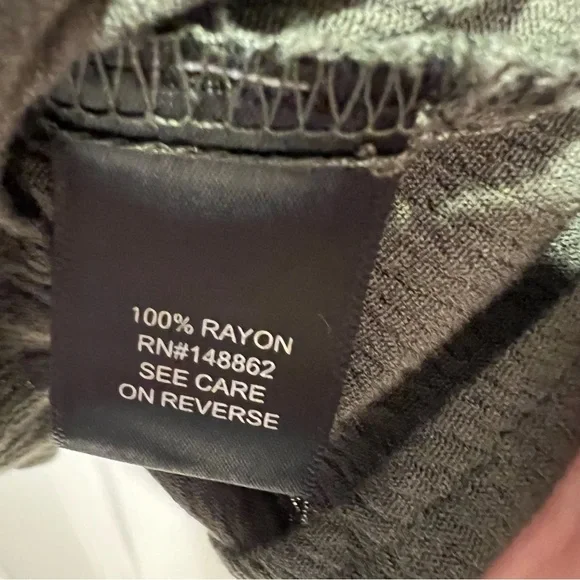 100% RAYON
RN#148862
SEE CARE
ON REVERSE